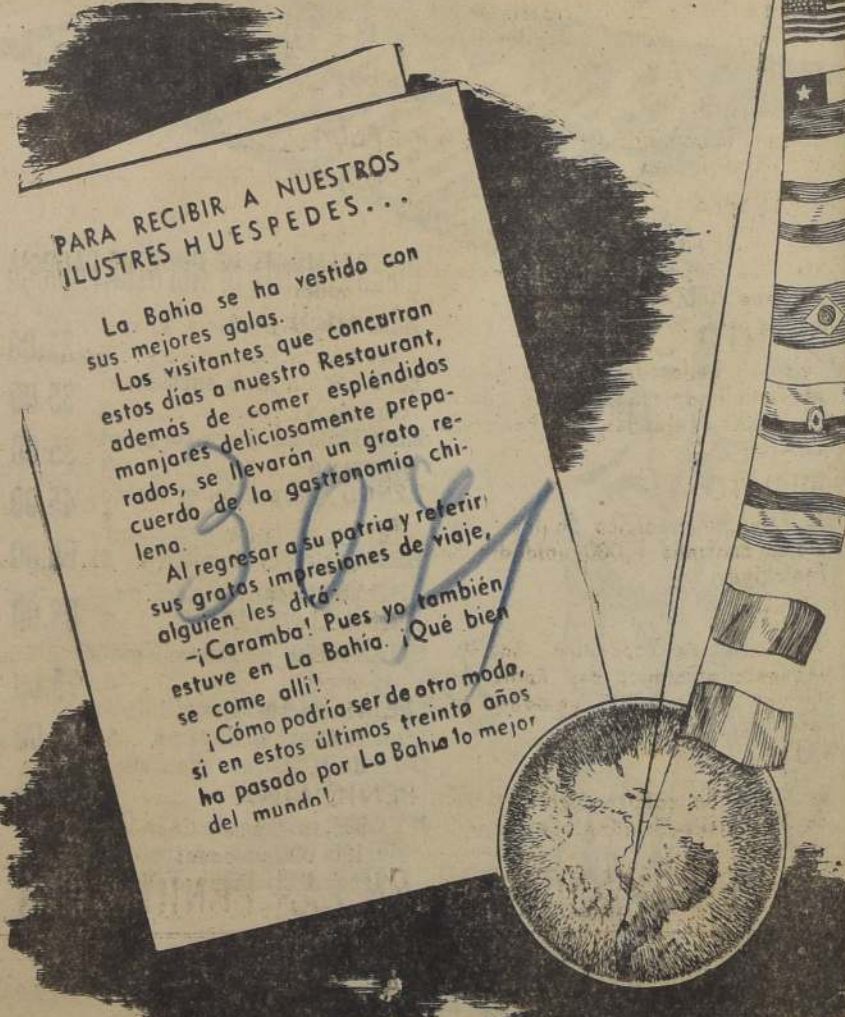 PARA RECIBIR A NUESTROS
ILUSTRES HUESPEDES...
La Bahía se ha vestido con
sus mejores galas.
Los visitantes que concurran
estos días a nuestro Restaurant,
además de comer espléndidos
manjares deliciosamente prepa-
rados, se llevarán un grato re-
cuerdo de la gastronomía chi-
lena.
Al regresar a su patria y referir
sus gratas impresiones de viaje,
alguien les dirá:
-¡Caramba! Pues yo también
estuve en La Bahía. ¡Qué bien
se come allí!
¡Cómo podría ser de otro modo,
si en estos últimos treinta años
ha pasado por La Bahía lo mejor
del mundo!